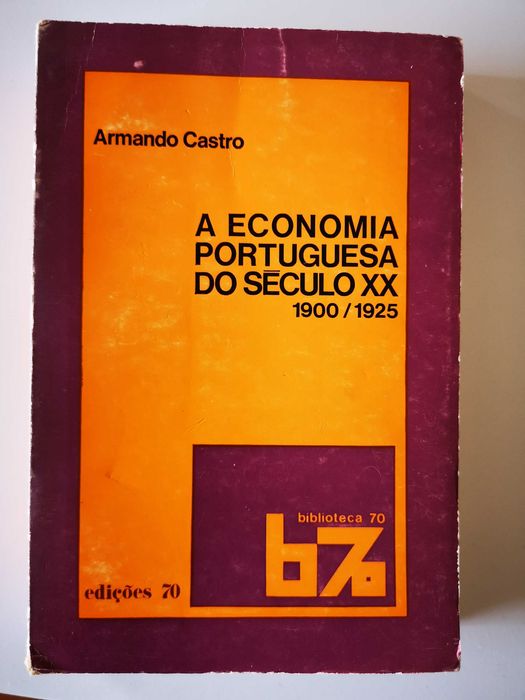 Armando Castro
A ECONOMIA
PORTUGUESA
DO SÉCULO XX
1900 / 1925
biblioteca 70
b70
edições 70